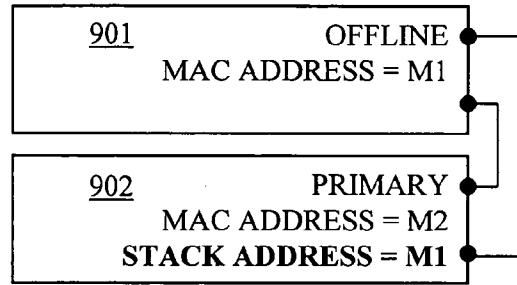 901 OFFLINE
MAC ADDRESS = M1
902 PRIMARY
MAC ADDRESS = M2
STACK ADDRESS = M1